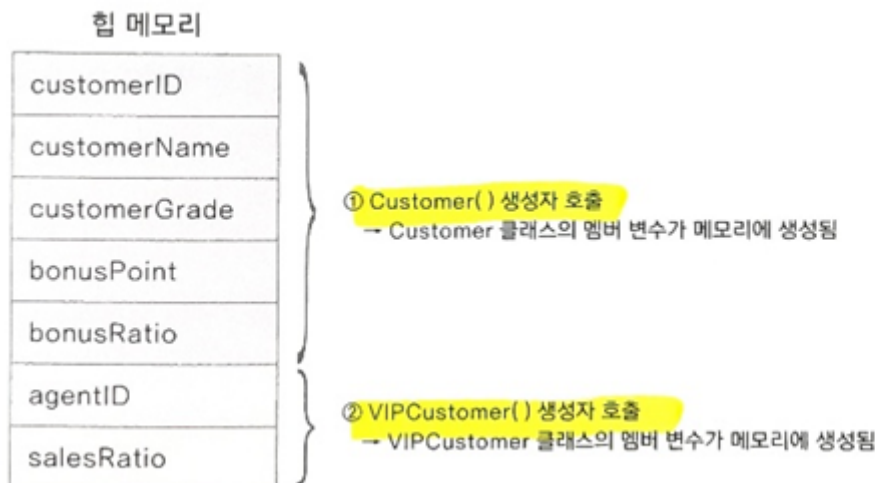 힙 메모리
customerID
customerName
customerGrade
bonusPoint
bonusRatio
agentID
salesRatio
① Customer( ) 생성자 호출
→ Customer 클래스의 멤버 변수가 메모리에 생성됨
② VIPCustomer( ) 생성자 호출
→ VIPCustomer 클래스의 멤버 변수가 메모리에 생성됨